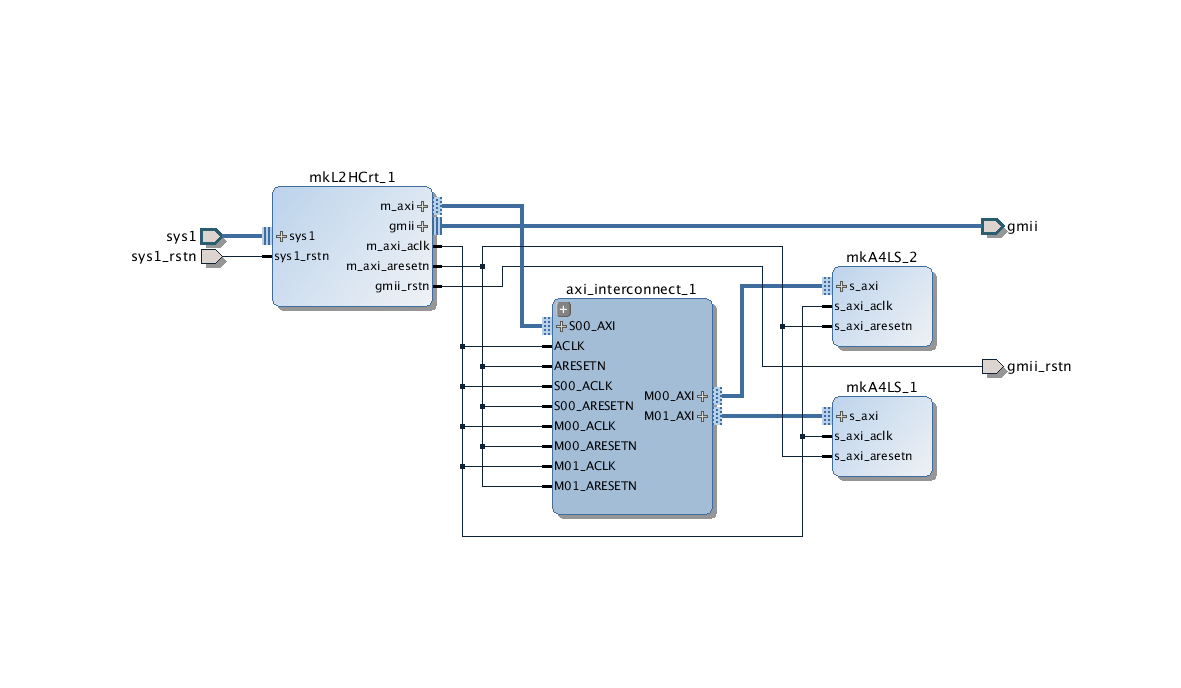 mkL2HCrt_1
m_axi
gmii
m_axi_aclk
m_axi_aresetn
gmii_rstn
sys1
sys1_rstn
sys1
sys1_rstn
gmii
axi_interconnect_1
S00_AXI
ACLK
ARESETN
S00_ACLK
S00_ARESETN
M00_ACLK
M00_ARESETN
M01_ACLK
M01_ARESETN
M00_AXI
M01_AXI
mkA4LS_2
s_axi
s_axi_aclk
s_axi_aresetn
gmii_rstn
mkA4LS_1
s_axi
s_axi_aclk
s_axi_aresetn